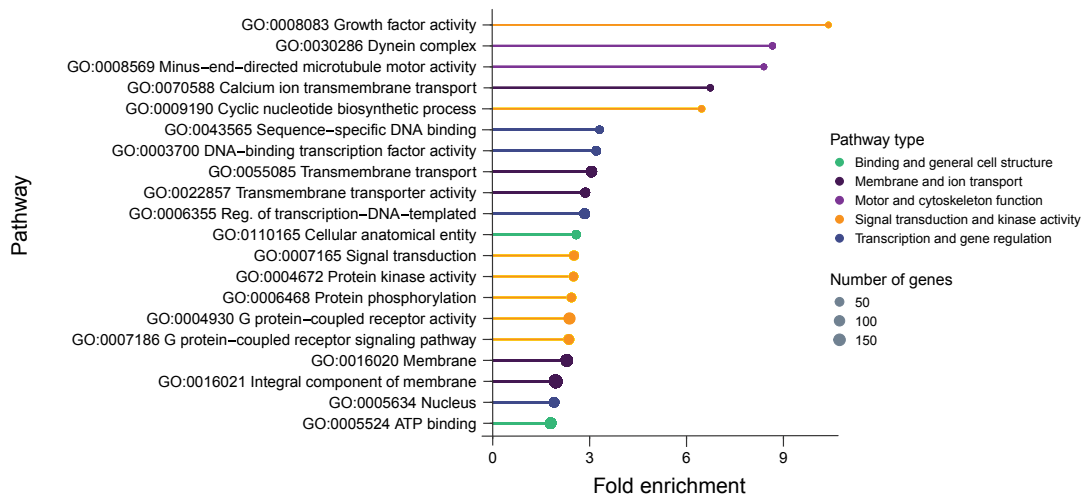 GO:0008083 Growth factor activity
GO:0030286 Dynein complex
GO:0008569 Minus−end−directed microtubule motor activity
GO:0070588 Calcium ion transmembrane transport
GO:0009190 Cyclic nucleotide biosynthetic process
GO:0043565 Sequence−specific DNA binding
GO:0003700 DNA−binding transcription factor activity
GO:0055085 Transmembrane transport
GO:0022857 Transmembrane transporter activity
GO:0006355 Reg. of transcription−DNA−templated
GO:0110165 Cellular anatomical entity
GO:0007165 Signal transduction
GO:0004672 Protein kinase activity
GO:0006468 Protein phosphorylation
GO:0004930 G protein−coupled receptor activity
GO:0007186 G protein−coupled receptor signaling pathway
GO:0016020 Membrane
GO:0016021 Integral component of membrane
GO:0005634 Nucleus
GO:0005524 ATP binding
Pathway
0 3 6 9
Fold enrichment
Pathway type
Binding and general cell structure
Membrane and ion transport
Motor and cytoskeleton function
Signal transduction and kinase activity
Transcription and gene regulation
Number of genes
50
100
150